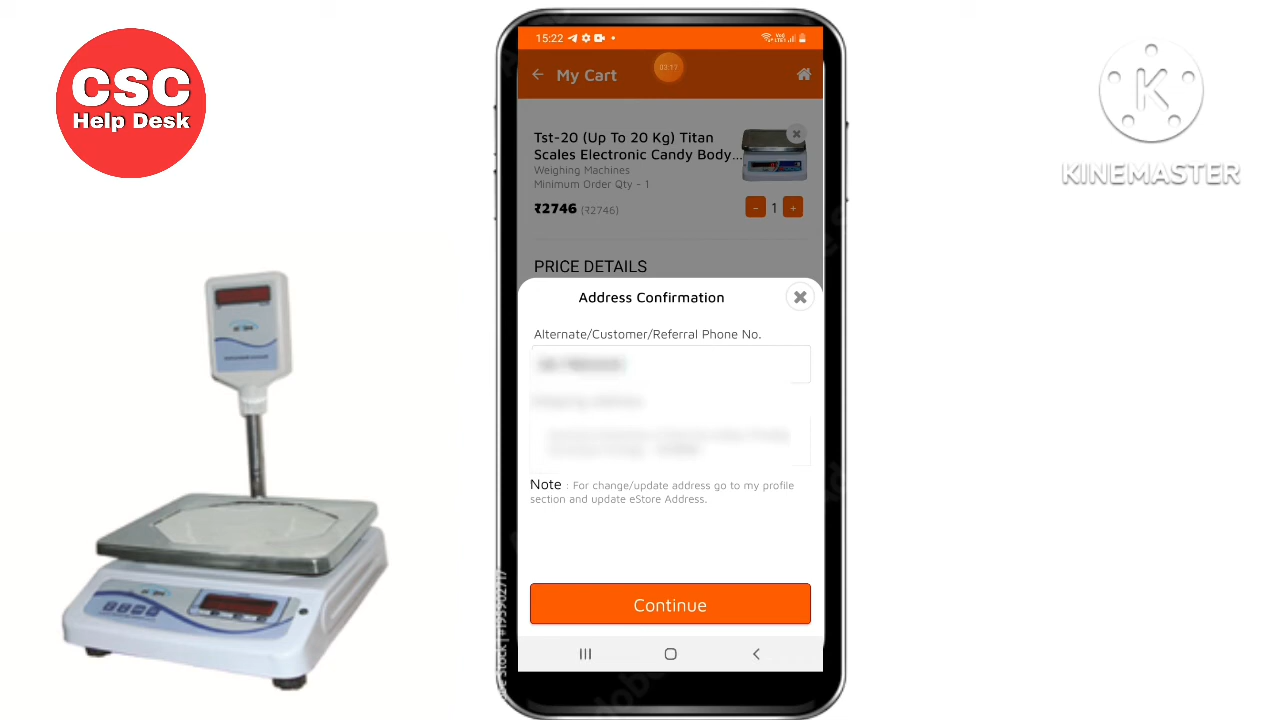 CSC
Help Desk
KINEMASTER
15:22
My Cart
03:17
Tst-20 (Up To 20 Kg) Titan
Scales Electronic Candy Body...
Weighing Machines
Minimum Order Qty - 1
₹2746 (₹2746)
- 1 +
PRICE DETAILS
Address Confirmation
Alternate/Customer/Referral Phone No.
Note : For change/update address go to my profile
section and update eStore Address.
Continue